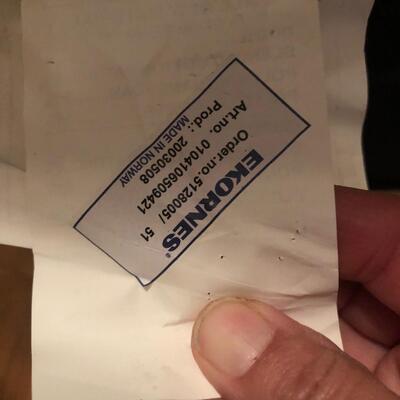 EKORNES®
Order.no.5128005/ 51
Art.no. 0104106509421
Prod.: 20030508
MADE IN NORWAY